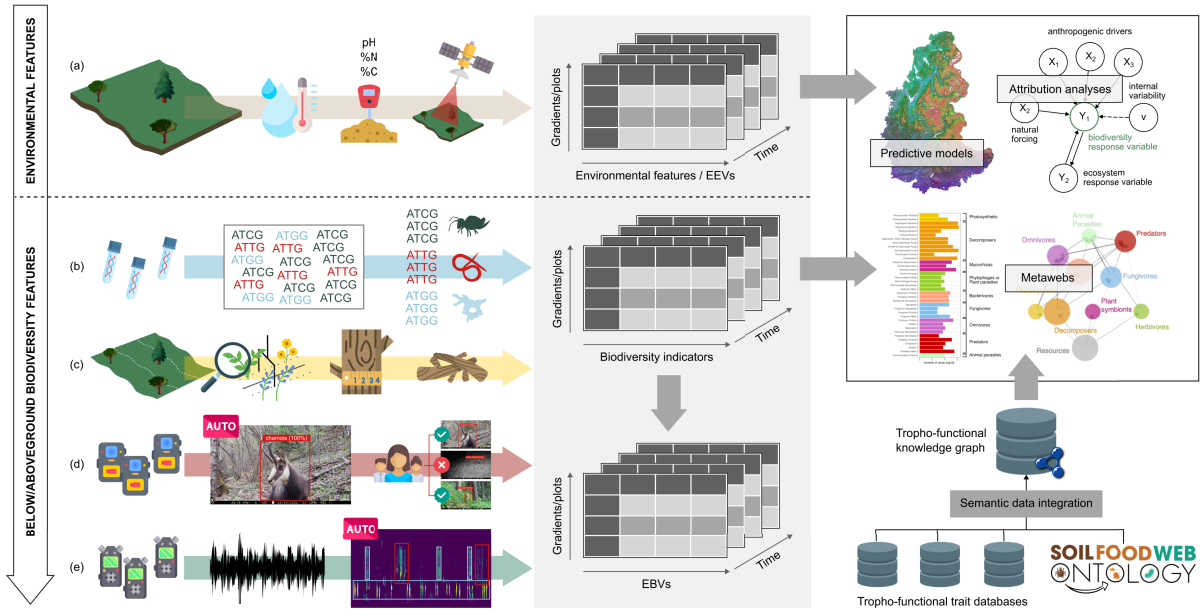 ENVIRONMENTAL FEATURES
(a)
pH
%N
%C
Gradients/plots
Environmental features / EEVs
Time
Predictive models
anthropogenic drivers
X1
X2
X3
Attribution analyses
internal
variability
X2
Y1
v
natural
forcing
biodiversity
response variable
Y2
ecosystem
response variable
BELOW/ABOVEGROUND BIODIVERSITY FEATURES
(b)
ATCG
ATGG
ATCG
ATTG
ATTG
ATCG
ATGG
ATCG
ATCG
ATCG
ATTG
ATTG
ATCG
ATCG
ATGG
ATGG
ATCG
ATCG
ATCG
ATCG
ATTG
ATTG
ATTG
ATGG
ATGG
ATGG
Gradients/plots
Biodiversity indicators
Time
Photosynthetic
Decomposers
Mycorrhizas
Phytophages or
Plant parasites
Bacterivores
Fungivores
Omnivores
Predators
Animal parasites
Animal
Parasites
Omnivores
Predators
Metawebs
Fungivores
Plant
symbionts
Decomposers
Herbivores
Resources
(c)
1 2 3 4
(d)
AUTO
chamois (100%)
(e)
AUTO
Gradients/plots
EBVs
Time
Tropho-functional
knowledge graph
Semantic data integration
SOILFOODWEB
ONTOLOGY
Tropho-functional trait databases